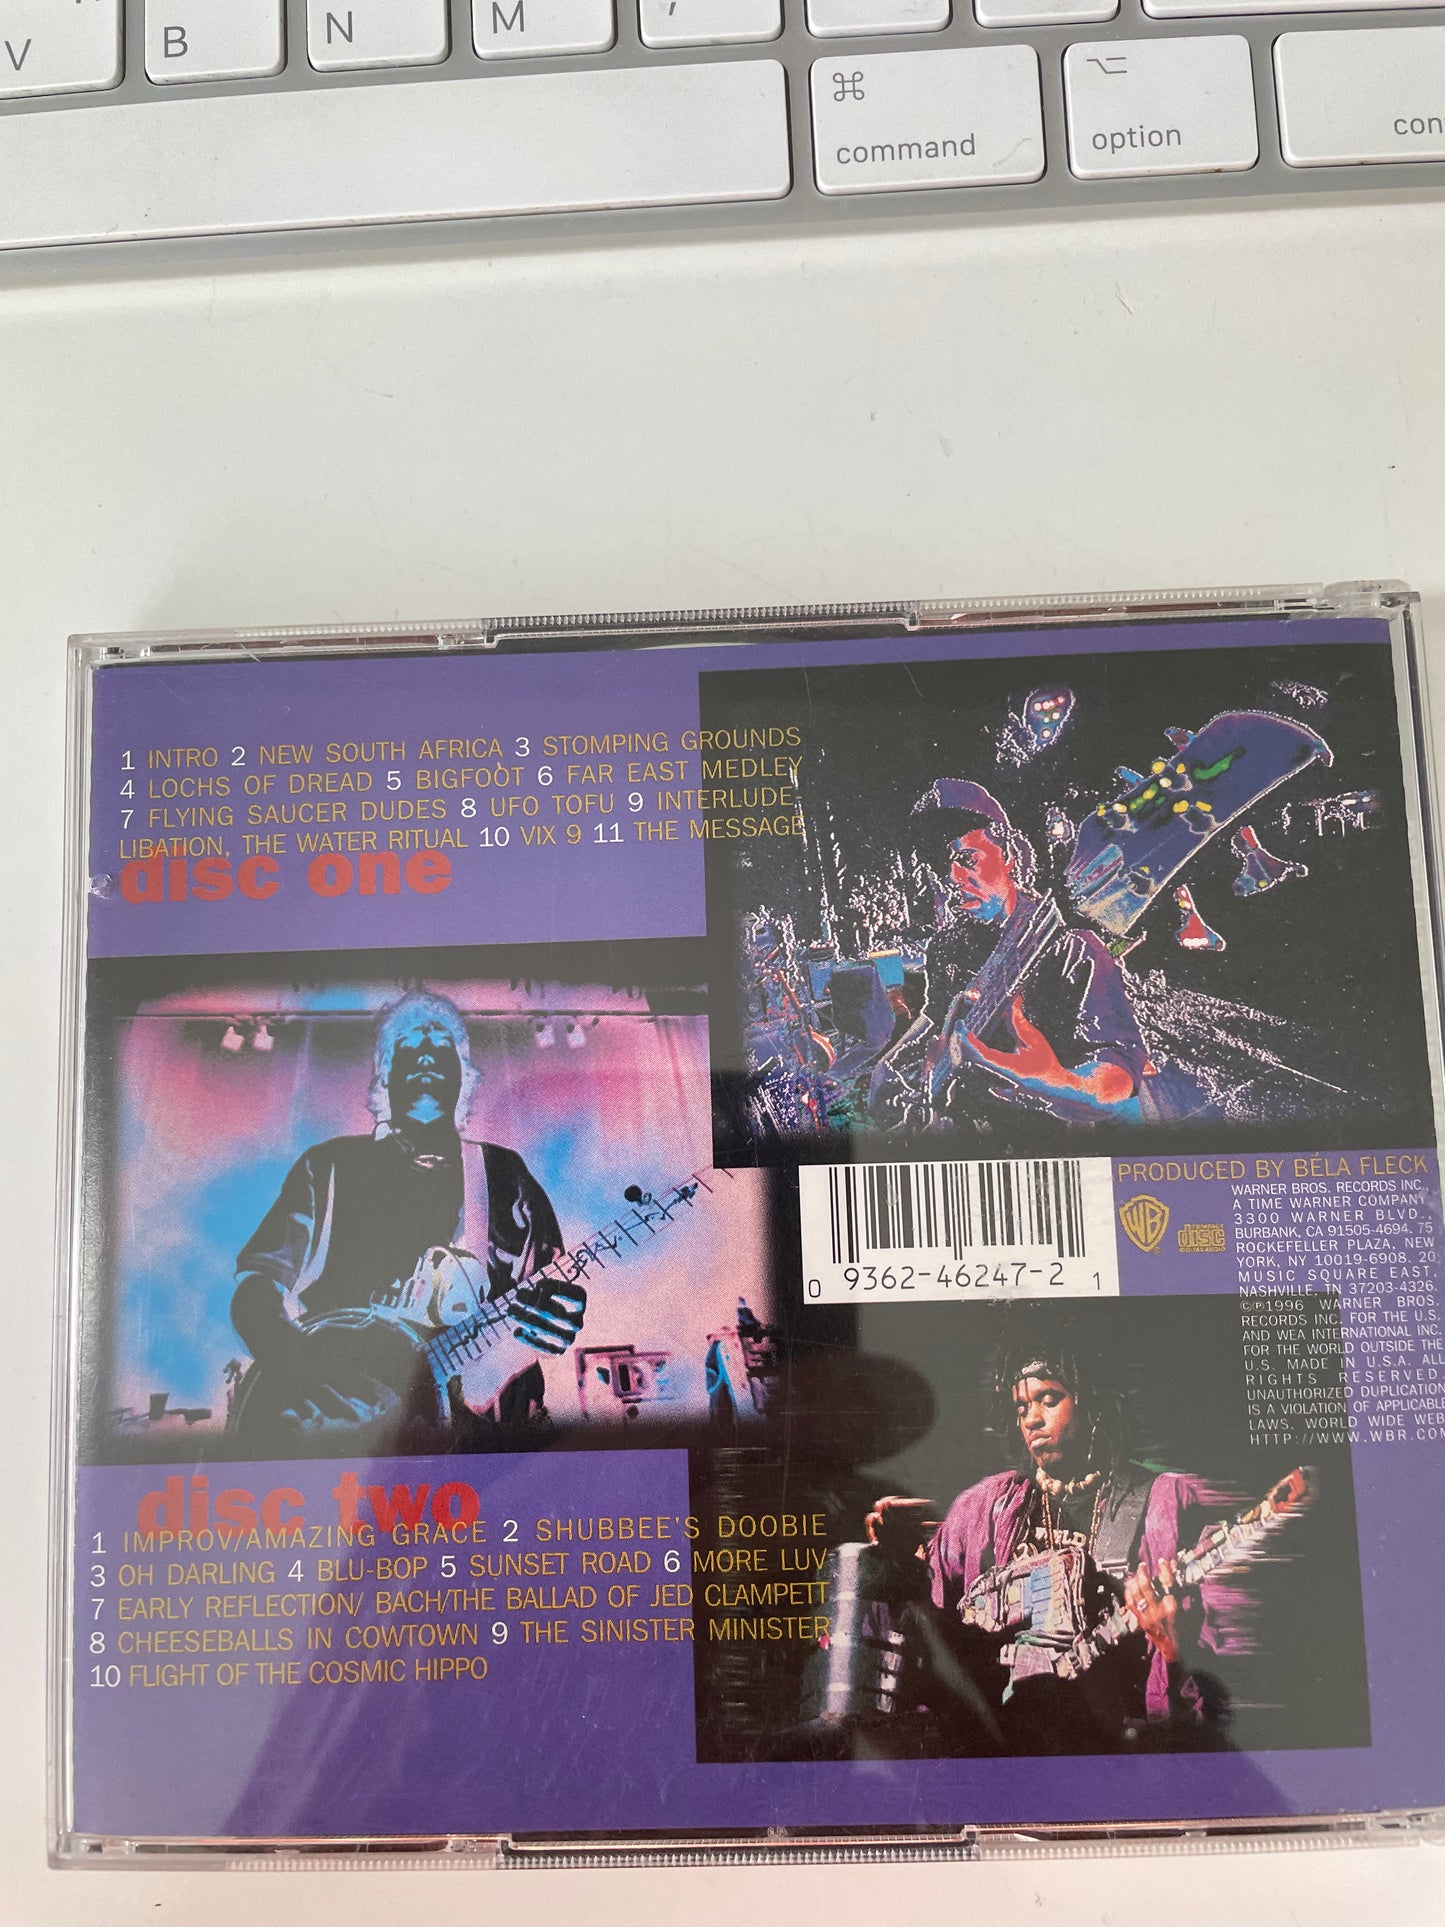 V
B
N
M
,
⌘
command
⌥
option
1 INTRO 2 NEW SOUTH AFRICA 3 STOMPING GROUNDS
4 LOCHS OF DREAD 5 BIGFOOT 6 FAR EAST MEDLEY
7 FLYING SAUCER DUDES 8 UFO TOFU 9 INTERLUDE-
LIBATION, THE WATER RITUAL 10 VIX 9 11 THE MESSAGE
disc one
PRODUCED BY BÉLA FLECK
WARNER BROS. RECORDS INC.,
A TIME WARNER COMPANY,
3300 WARNER BLVD.,
BURBANK, CA 91505-4694. 75
ROCKEFELLER PLAZA, NEW
YORK, NY 10019-6908. 20
MUSIC SQUARE EAST,
NASHVILLE, TN 37203-4326.
©℗1996 WARNER BROS.
RECORDS INC. FOR THE U.S.
AND WEA INTERNATIONAL INC.
FOR THE WORLD OUTSIDE THE
U.S. MADE IN U.S.A. ALL
RIGHTS RESERVED.
UNAUTHORIZED DUPLICATION
IS A VIOLATION OF APPLICABLE
LAWS. WORLD WIDE WEB
HTTP://WWW.WBR.COM
WB
COMPACT
disc
DIGITAL AUDIO
0 9362-46247-2 1
disc two
1 IMPROV/AMAZING GRACE 2 SHUBBEE'S DOOBIE
3 OH DARLING 4 BLU-BOP 5 SUNSET ROAD 6 MORE LUV
7 EARLY REFLECTION/ BACH/THE BALLAD OF JED CLAMPETT
8 CHEESEBALLS IN COWTOWN 9 THE SINISTER MINISTER
10 FLIGHT OF THE COSMIC HIPPO